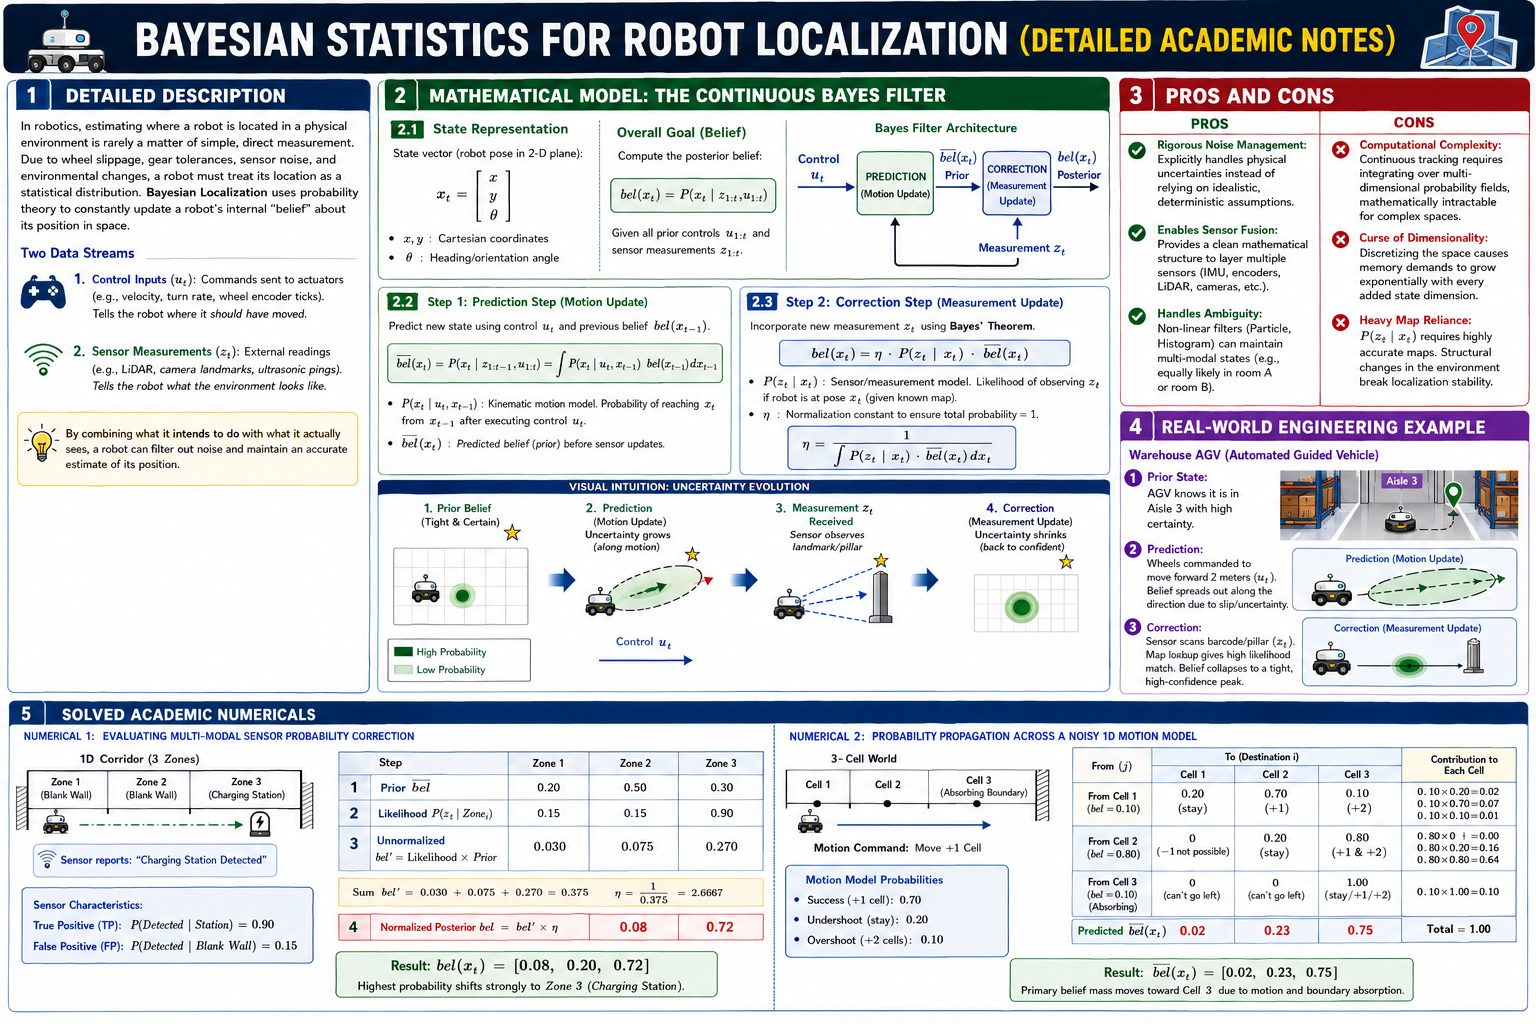 BAYESIAN STATISTICS FOR ROBOT LOCALIZATION (DETAILED ACADEMIC NOTES)
1 DETAILED DESCRIPTION
In robotics, estimating where a robot is located in a physical
environment is rarely a matter of simple, direct measurement.
Due to wheel slippage, gear tolerances, sensor noise, and
environmental changes, a robot must treat its location as a
statistical distribution. Bayesian Localization uses probability
theory to constantly update a robot's internal "belief" about
its position in space.
Two Data Streams
1. Control Inputs (u_t): Commands sent to actuators
(e.g., velocity, turn rate, wheel encoder ticks).
Tells the robot where it should have moved.
2. Sensor Measurements (z_t): External readings
(e.g., LiDAR, camera landmarks, ultrasonic pings).
Tells the robot what the environment looks like.
By combining what it intends to do with what it actually
sees, a robot can filter out noise and maintain an accurate
estimate of its position.
2 MATHEMATICAL MODEL: THE CONTINUOUS BAYES FILTER
2.1 State Representation
State vector (robot pose in 2-D plane):
x_t = [ x y θ ]
• x, y : Cartesian coordinates
• θ : Heading/orientation angle
Overall Goal (Belief)
Compute the posterior belief:
bel(x_t) = P(x_t | z_{1:t}, u_{1:t})
Given all prior controls u_{1:t} and
sensor measurements z_{1:t}.
Bayes Filter Architecture
Control
u_t
PREDICTION
(Motion Update)
b̅e̅l̅(x_t)
Prior
CORRECTION
(Measurement
Update)
bel(x_t)
Posterior
Measurement z_t
2.2 Step 1: Prediction Step (Motion Update)
Predict new state using control u_t and previous belief bel(x_{t−1}).
b̅e̅l̅(x_t) = P(x_t | z_{1:t−1}, u_{1:t}) = ∫ P(x_t | u_t, x_{t−1}) bel(x_{t−1}) dx_{t−1}
• P(x_t | u_t, x_{t−1}) : Kinematic motion model. Probability of reaching x_t
from x_{t−1} after executing control u_t.
• b̅e̅l̅(x_t) : Predicted belief (prior) before sensor updates.
2.3 Step 2: Correction Step (Measurement Update)
Incorporate new measurement z_t using Bayes' Theorem.
bel(x_t) = η · P(z_t | x_t) · b̅e̅l̅(x_t)
• P(z_t | x_t) : Sensor/measurement model. Likelihood of observing z_t
if robot is at pose x_t (given known map).
• η : Normalization constant to ensure total probability = 1.
η = 1 / ∫ P(z_t | x_t) · b̅e̅l̅(x_t) dx_t
VISUAL INTUITION: UNCERTAINTY EVOLUTION
1. Prior Belief
(Tight & Certain)
2. Prediction
(Motion Update)
Uncertainty grows
(along motion)
3. Measurement z_t
Received
Sensor observes
landmark/pillar
4. Correction
(Measurement Update)
Uncertainty shrinks
(back to confident)
High Probability
Low Probability
Control u_t
3 PROS AND CONS
PROS
Rigorous Noise Management:
Explicitly handles physical
uncertainties instead of
relying on idealistic,
deterministic assumptions.
Enables Sensor Fusion:
Provides a clean mathematical
structure to layer multiple
sensors (IMU, encoders,
LiDAR, cameras, etc.).
Handles Ambiguity:
Non-linear filters (Particle,
Histogram) can maintain
multi-modal states (e.g.,
equally likely in room A
or room B).
CONS
Computational Complexity:
Continuous tracking requires
integrating over multi-
dimensional probability fields,
mathematically intractable
for complex spaces.
Curse of Dimensionality:
Discretizing the space causes
memory demands to grow
exponentially with every
added state dimension.
Heavy Map Reliance:
P(z_t | x_t) requires highly
accurate maps. Structural
changes in the environment
break localization stability.
4 REAL-WORLD ENGINEERING EXAMPLE
Warehouse AGV (Automated Guided Vehicle)
1 Prior State:
AGV knows it is in
Aisle 3 with high
certainty.
Aisle 3
2 Prediction:
Wheels commanded to
move forward 2 meters (u_t).
Belief spreads out along the
direction due to slip/uncertainty.
Prediction (Motion Update)
3 Correction:
Sensor scans barcode/pillar (z_t).
Map lookup gives high likelihood
match. Belief collapses to a tight,
high-confidence peak.
Correction (Measurement Update)
5 SOLVED ACADEMIC NUMERICALS
NUMERICAL 1: EVALUATING MULTI-MODAL SENSOR PROBABILITY CORRECTION
1D Corridor (3 Zones)
Zone 1 Zone 2 Zone 3
(Blank Wall) (Blank Wall) (Charging Station)
Sensor reports: "Charging Station Detected"
Sensor Characteristics:
True Positive (TP): P(Detected | Station) = 0.90
False Positive (FP): P(Detected | Blank Wall) = 0.15
Step Zone 1 Zone 2 Zone 3
1 Prior b̅e̅l̅ 0.20 0.50 0.30
2 Likelihood P(z_t | Zone_i) 0.15 0.15 0.90
3 Unnormalized
bel′ = Likelihood × Prior 0.030 0.075 0.270
Sum bel′ = 0.030 + 0.075 + 0.270 = 0.375 η = 1/0.375 = 2.6667
4 Normalized Posterior bel = bel′ × η 0.08 0.72
Result: bel(x_t) = [0.08, 0.20, 0.72]
Highest probability shifts strongly to Zone 3 (Charging Station).
NUMERICAL 2: PROBABILITY PROPAGATION ACROSS A NOISY 1D MOTION MODEL
3-Cell World
Cell 1 Cell 2 Cell 3
(Absorbing Boundary)
Motion Command: Move +1 Cell
Motion Model Probabilities
• Success (+1 cell): 0.70
• Undershoot (stay): 0.20
• Overshoot (+2 cells): 0.10
From (j) To (Destination i) Contribution to
Each Cell
Cell 1 Cell 2 Cell 3
From Cell 1 0.20 0.70 0.10
(bel = 0.10) (stay) (+1) (+2)
0.10×0.20=0.02
0.10×0.70=0.07
0.10×0.10=0.01
From Cell 2 0 0.20 0.80
(bel = 0.80) (−1 not possible) (stay) (+1 & +2)
0.80×0 =0.00
0.80×0.20=0.16
0.80×0.80=0.64
From Cell 3 0 0 1.00
(bel = 0.10) (can't go left) (can't go left) (stay/+1/+2)
(Absorbing)
0.10×1.00=0.10
Predicted b̅e̅l̅(x_t) 0.02 0.23 0.75 Total = 1.00
Result: b̅e̅l̅(x_t) = [0.02, 0.23, 0.75]
Primary belief mass moves toward Cell 3 due to motion and boundary absorption.